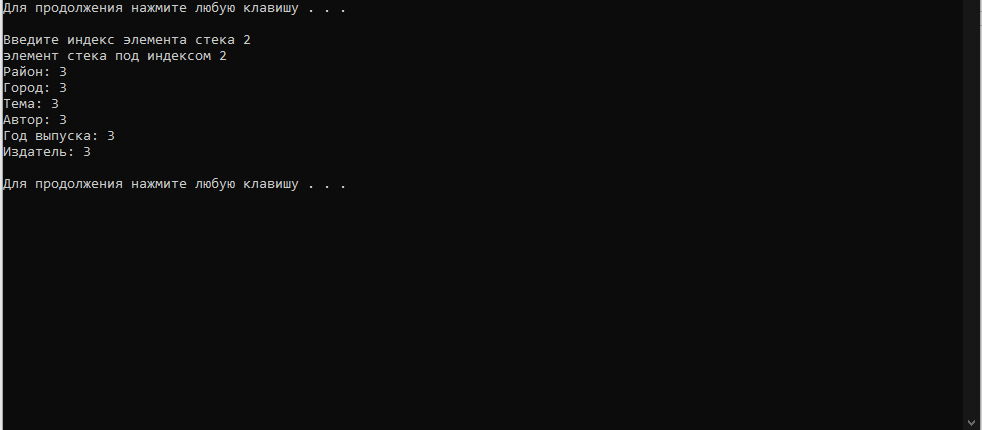 Для продолжения нажмите любую клавишу . . .
Введите индекс элемента стека 2
элемент стека под индексом 2
Район: 3
Город: 3
Тема: 3
Автор: 3
Год выпуска: 3
Издатель: 3
Для продолжения нажмите любую клавишу . . .